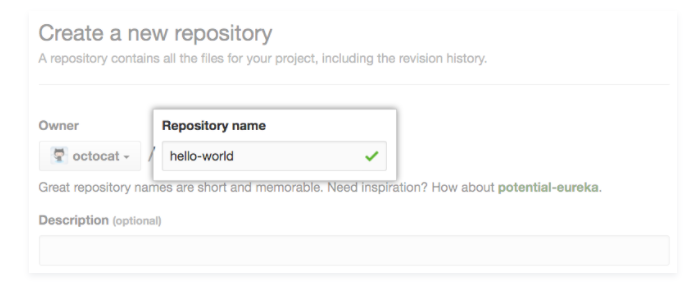 Create a new repository
A repository contains all the files for your project, including the revision history.
Owner
Repository name
octocat
/
hello-world
Great repository names are short and memorable. Need inspiration? How about potential-eureka.
Description (optional)